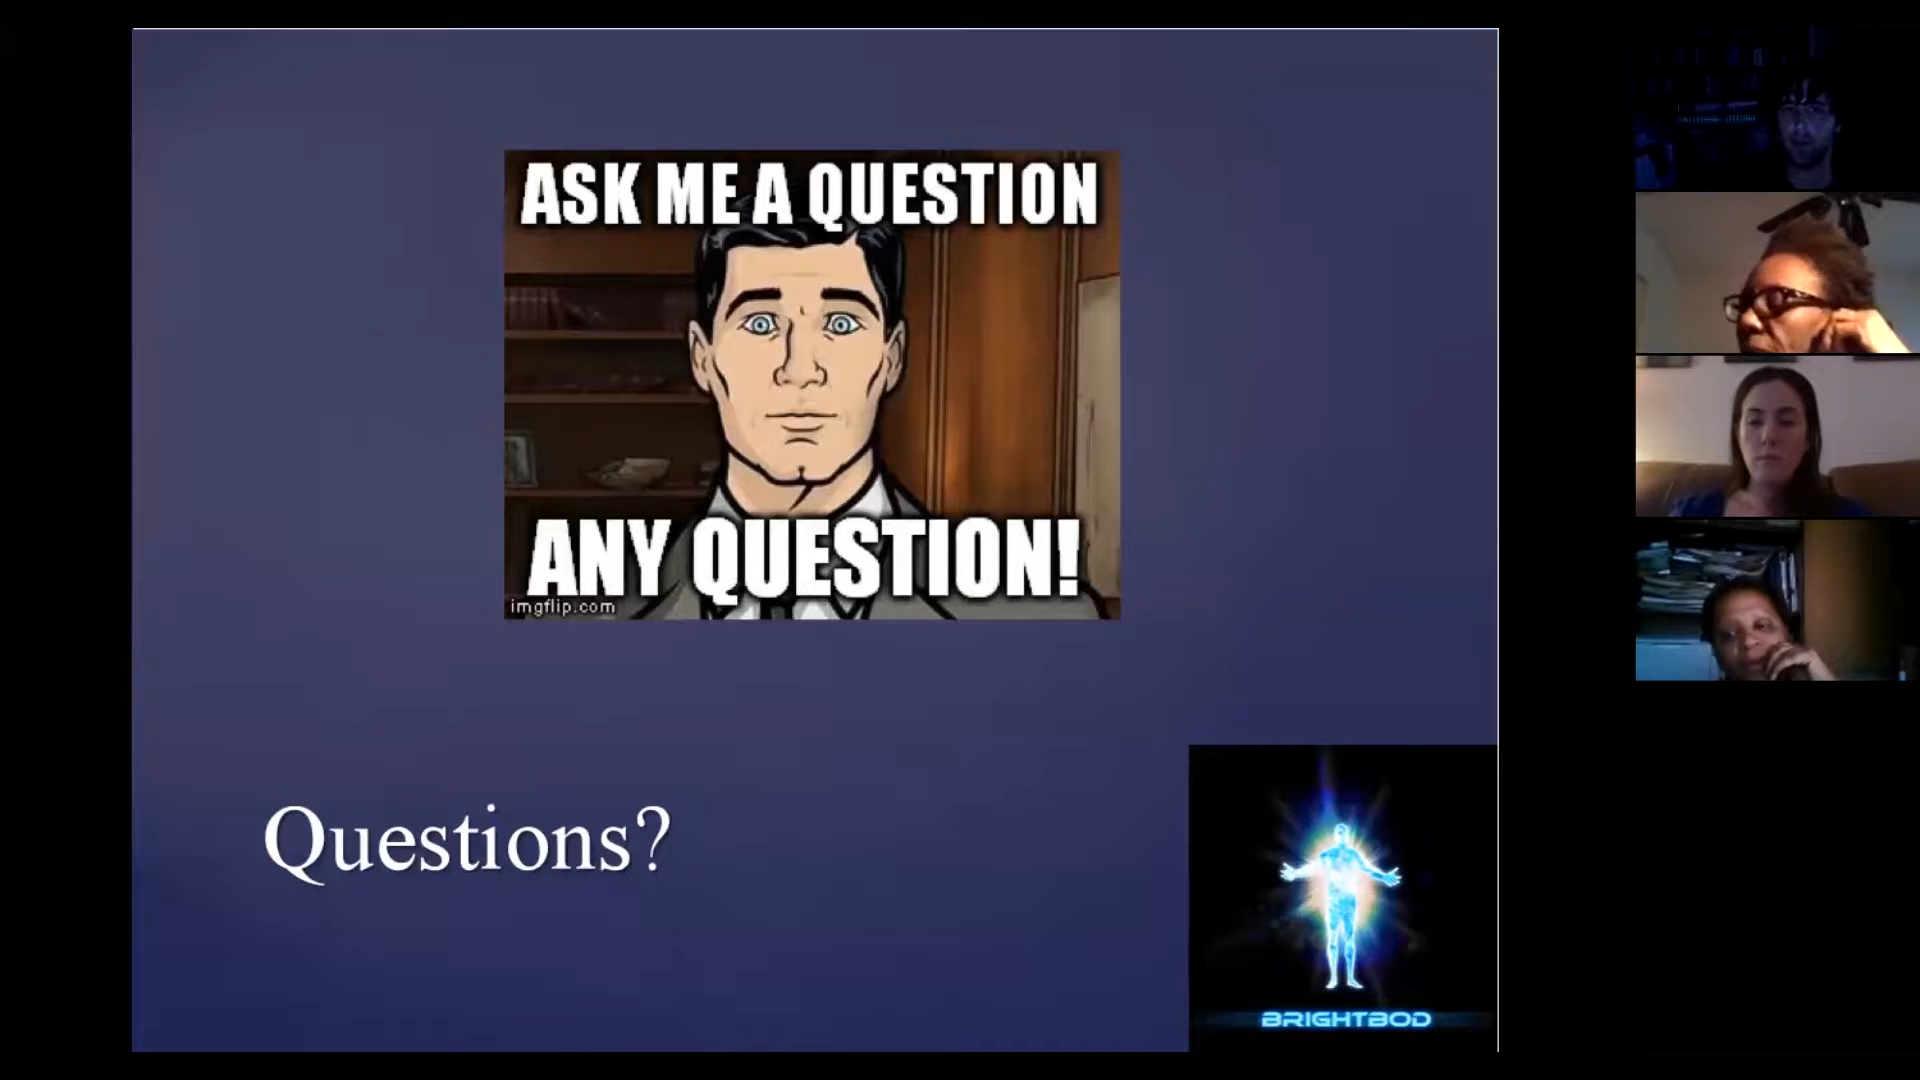 ASK ME A QUESTION
ANY QUESTION!
imgflip.com
Questions?
BRIGHTBOD